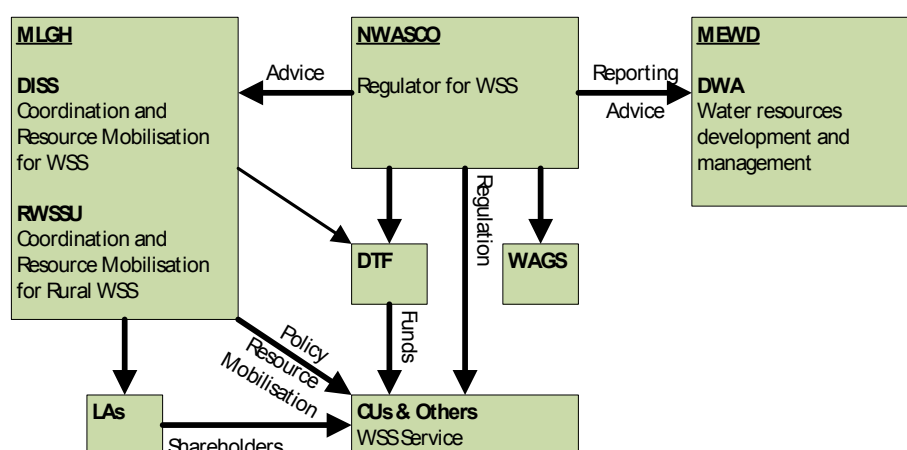 MLGH
DISS
Coordination and
Resource Mobilisation
for WSS
RWSSU
Coordination and
Resource Mobilisation
for Rural WSS
Advice
NWASCO
Regulator for WSS
Reporting
Advice
MEWD
DWA
Water resources
development and
management
Regulation
DTF
WAGS
Funds
Policy
Resource
Mobilisation
LAs
Shareholders
CUs & Others
WSS Service